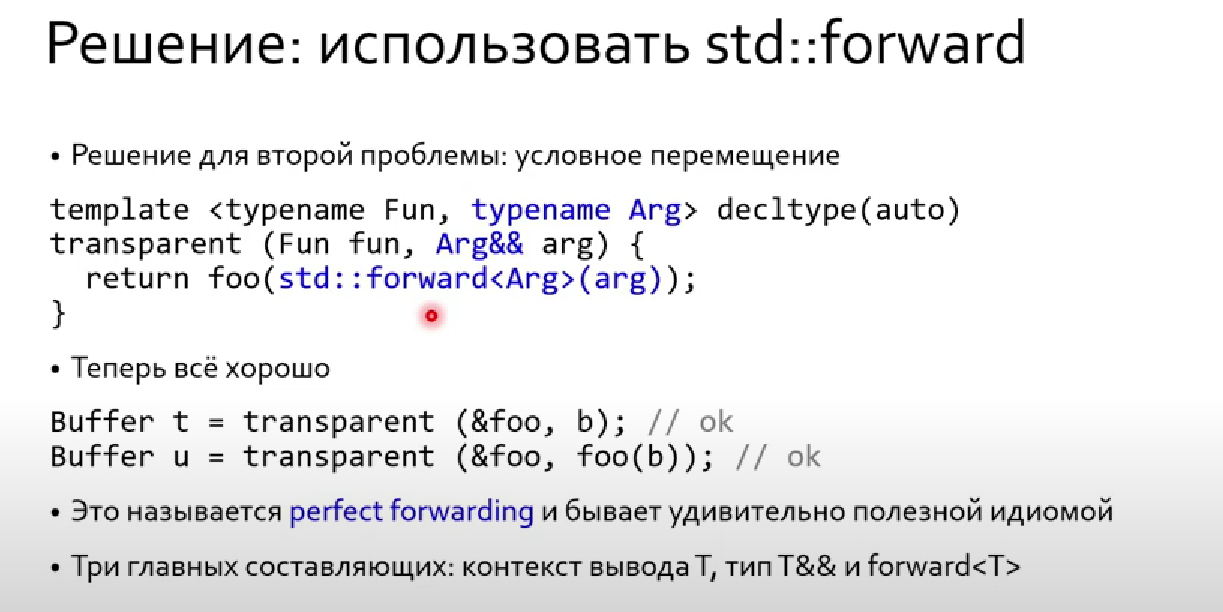 Решение: использовать std::forward
• Решение для второй проблемы: условное перемещение
template <typename Fun, typename Arg> decltype(auto)
transparent (Fun fun, Arg&& arg) {
  return foo(std::forward<Arg>(arg));
}
• Теперь всё хорошо
Buffer t = transparent (&foo, b); // ok
Buffer u = transparent (&foo, foo(b)); // ok
• Это называется perfect forwarding и бывает удивительно полезной идиомой
• Три главных составляющих: контекст вывода T, тип T&& и forward<T>